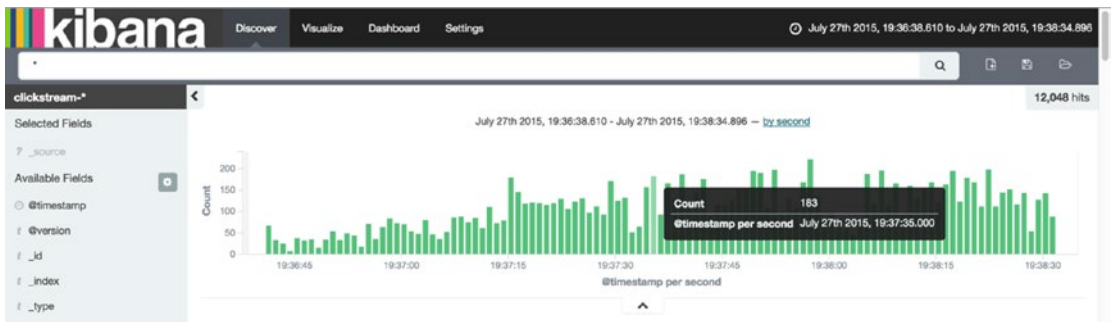 kibana Discover Visualize Dashboard Settings July 27th 2015, 19:36:38.610 to July 27th 2015, 19:38:34.896
*
clickstream-* 12,048 hits
Selected Fields
July 27th 2015, 19:36:38.610 - July 27th 2015, 19:38:34.896 — by second
? _source
Available Fields
@timestamp
t @version
t _id
t _index
t _type
Count
200
150
100
50
0
Count 183
@timestamp per second July 27th 2015, 19:37:35.000
19:36:45 19:37:00 19:37:15 19:37:30 19:37:45 19:38:00 19:38:15 19:38:30
@timestamp per second